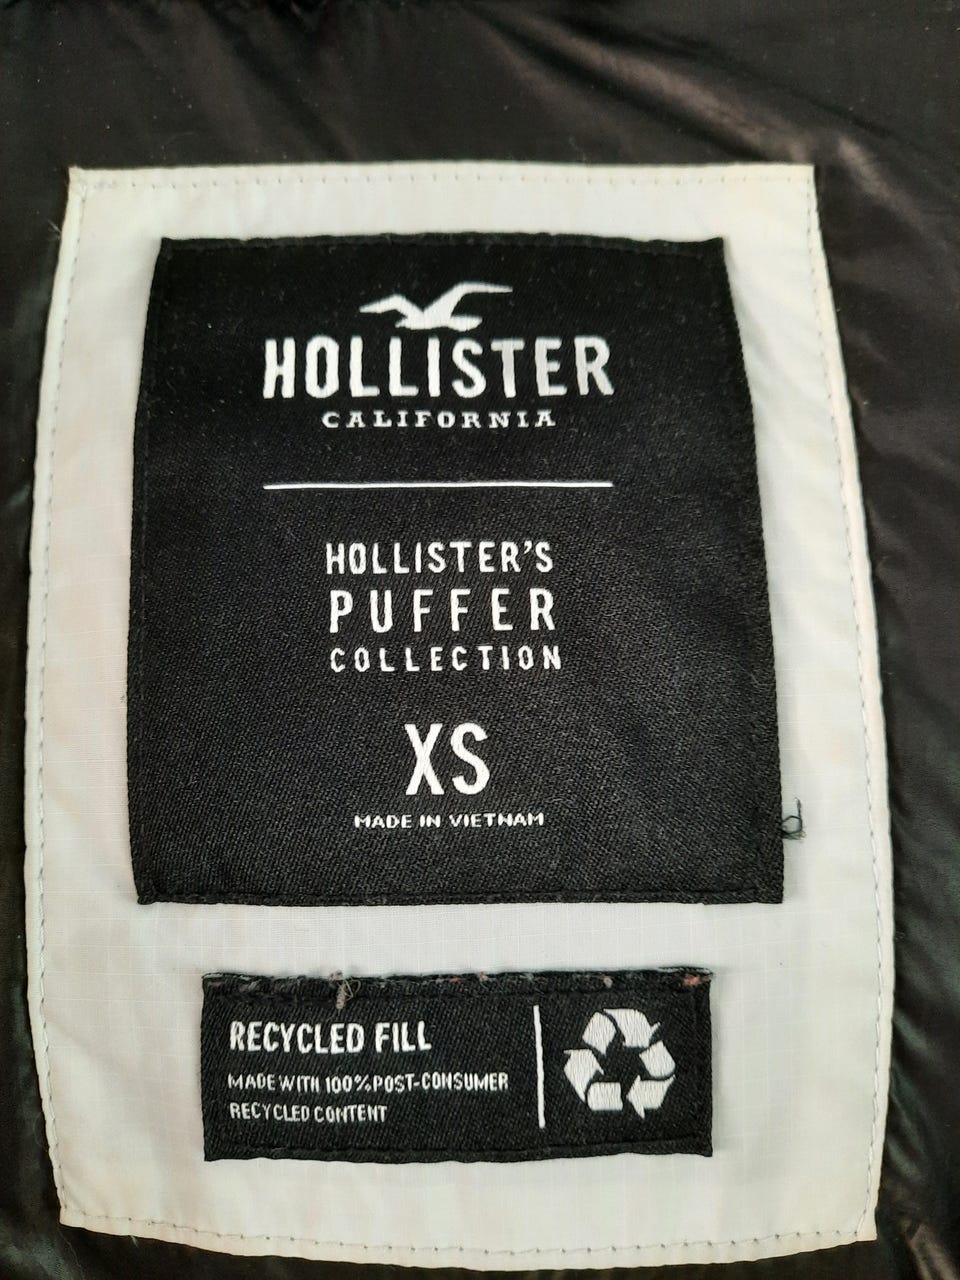 HOLLISTER
CALIFORNIA
HOLLISTER'S
PUFFER
COLLECTION
XS
MADE IN VIETNAM
RECYCLED FILL
MADE WITH 100% POST-CONSUMER
RECYCLED CONTENT